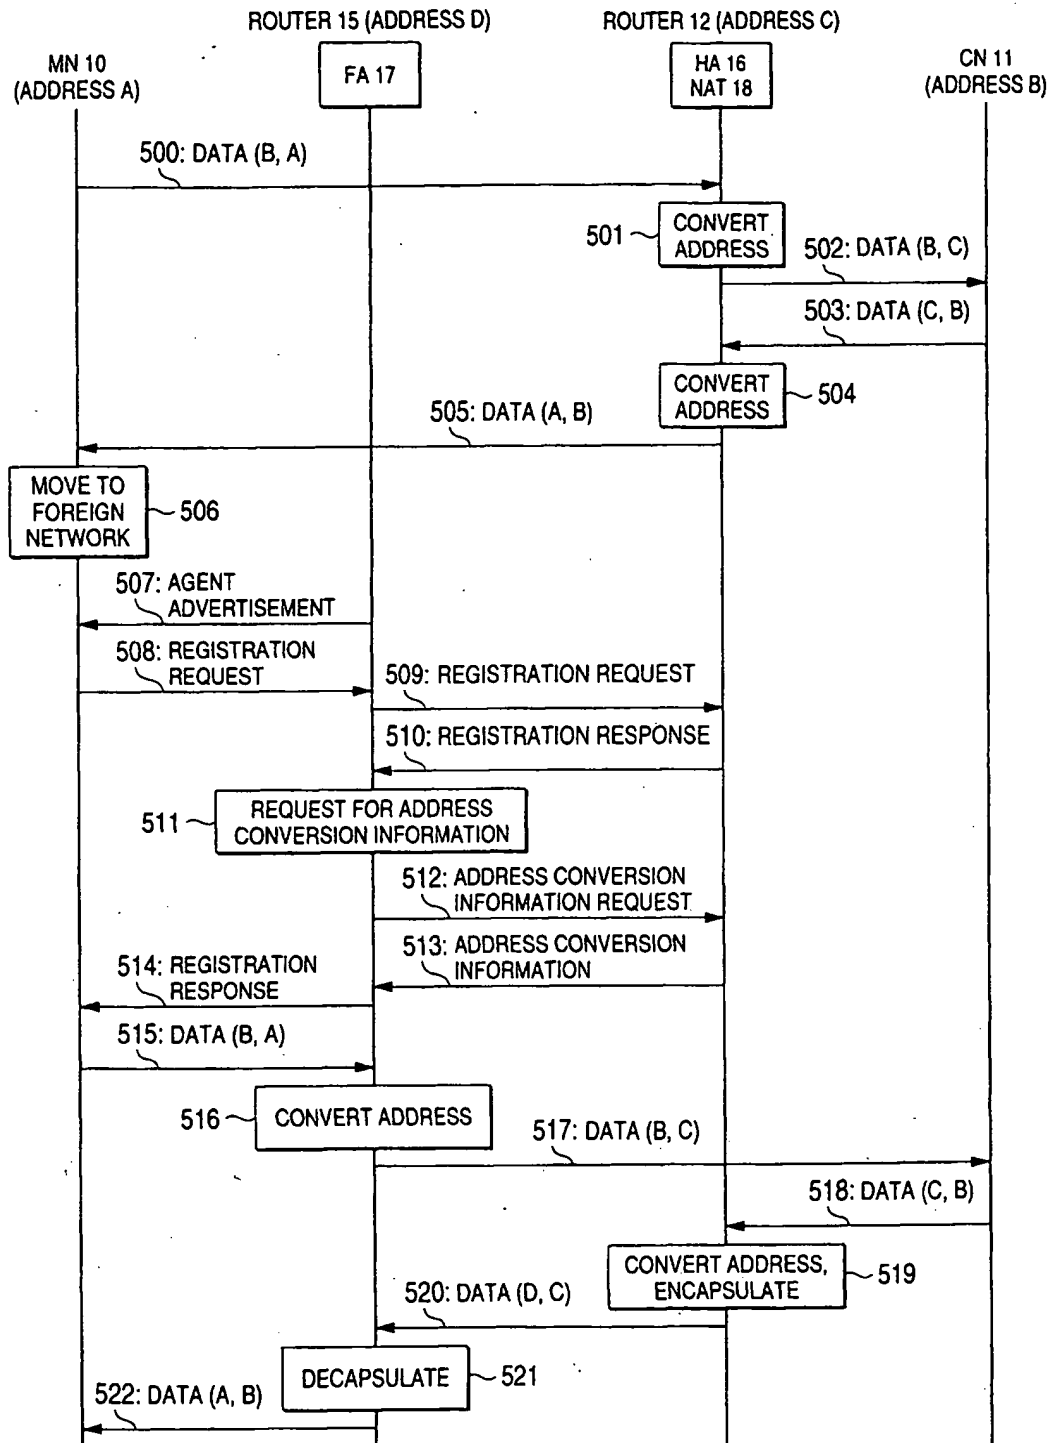 ROUTER 15 (ADDRESS D)
ROUTER 12 (ADDRESS C)
MN 10
(ADDRESS A)
FA 17
HA 16
NAT 18
CN 11
(ADDRESS B)
500: DATA (B, A)
501
CONVERT
ADDRESS
502: DATA (B, C)
503: DATA (C, B)
CONVERT
ADDRESS
504
505: DATA (A, B)
MOVE TO
FOREIGN
NETWORK
506
507: AGENT
ADVERTISEMENT
508: REGISTRATION
REQUEST
509: REGISTRATION REQUEST
510: REGISTRATION RESPONSE
511
REQUEST FOR ADDRESS
CONVERSION INFORMATION
512: ADDRESS CONVERSION
INFORMATION REQUEST
513: ADDRESS CONVERSION
INFORMATION
514: REGISTRATION
RESPONSE
515: DATA (B, A)
516
CONVERT ADDRESS
517: DATA (B, C)
518: DATA (C, B)
CONVERT ADDRESS,
ENCAPSULATE
519
520: DATA (D, C)
DECAPSULATE
521
522: DATA (A, B)